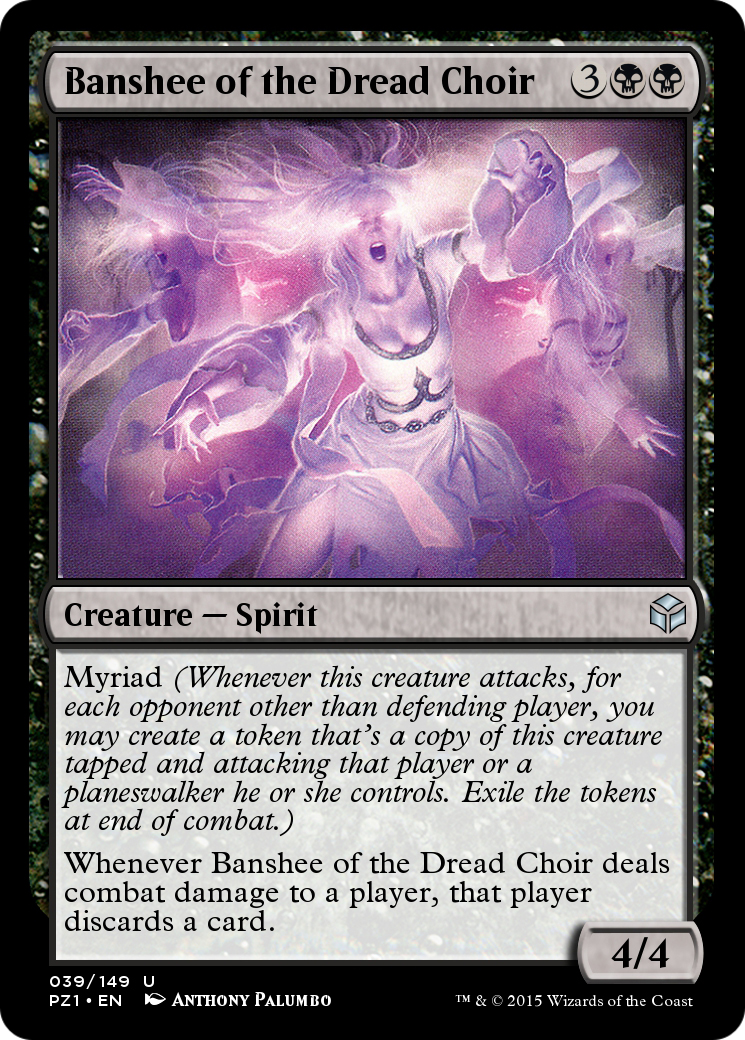 Banshee of the Dread Choir 3
Creature — Spirit
Myriad (Whenever this creature attacks, for
each opponent other than defending player, you
may create a token that's a copy of this creature
tapped and attacking that player or a
planeswalker he or she controls. Exile the tokens
at end of combat.)
Whenever Banshee of the Dread Choir deals
combat damage to a player, that player
discards a card.
4/4
039/149 U
PZ1 • EN Anthony Palumbo
™ & © 2015 Wizards of the Coast